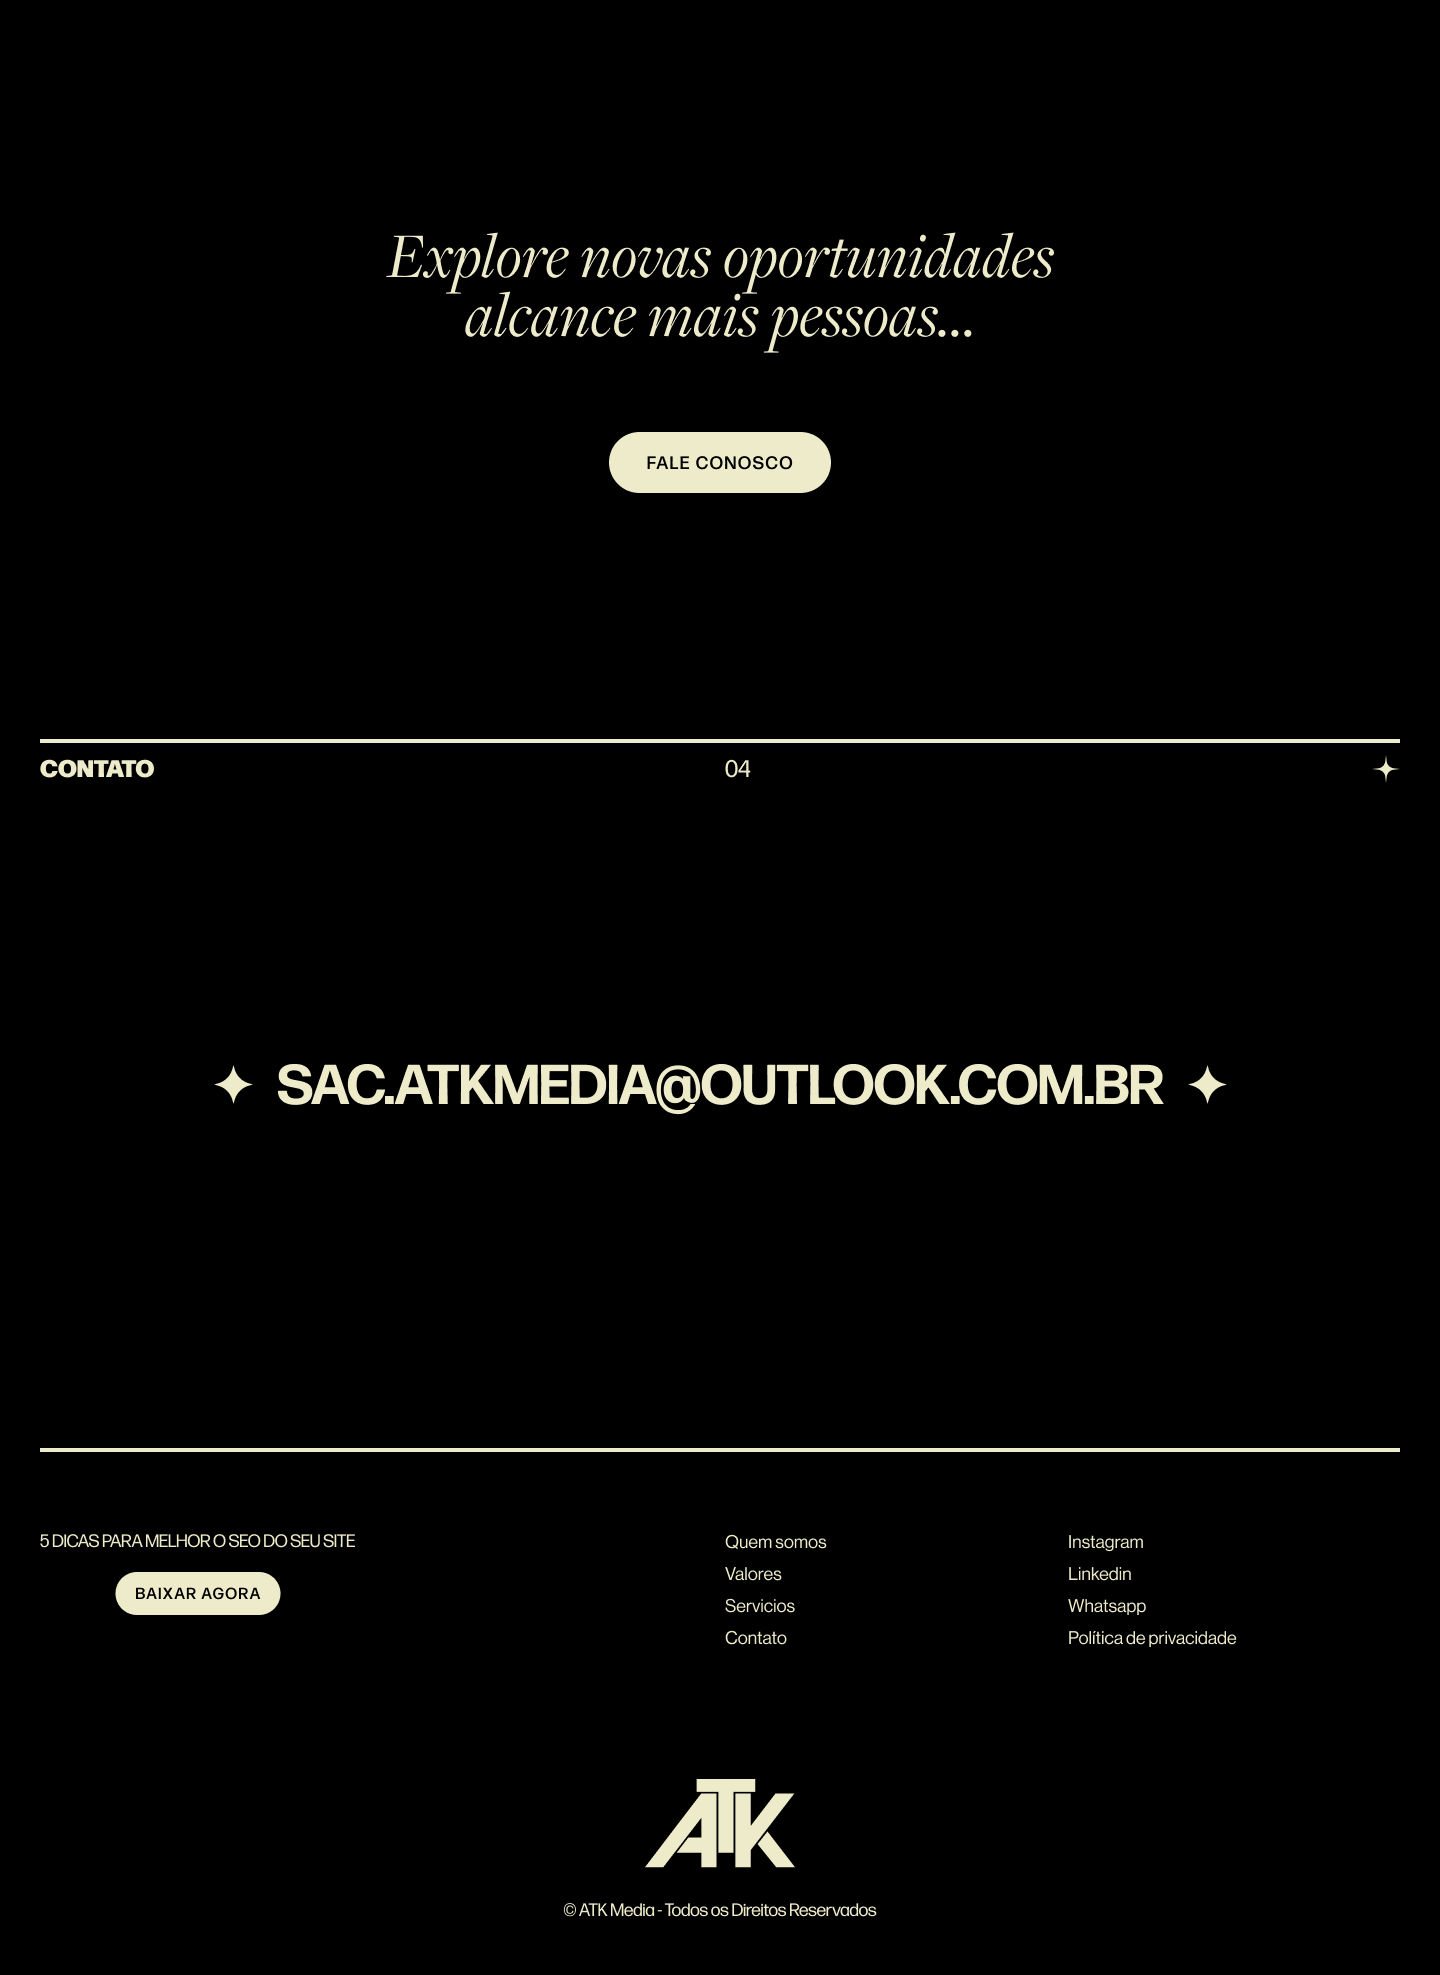 Explore novas oportunidades
alcance mais pessoas...
FALE CONOSCO
CONTATO
04
SAC.ATKMEDIA@OUTLOOK.COM.BR
5 DICAS PARA MELHOR O SEO DO SEU SITE
BAIXAR AGORA
Quem somos
Valores
Servicios
Contato
Instagram
Linkedin
Whatsapp
Política de privacidade
ATK
© ATK Media - Todos os Direitos Reservados